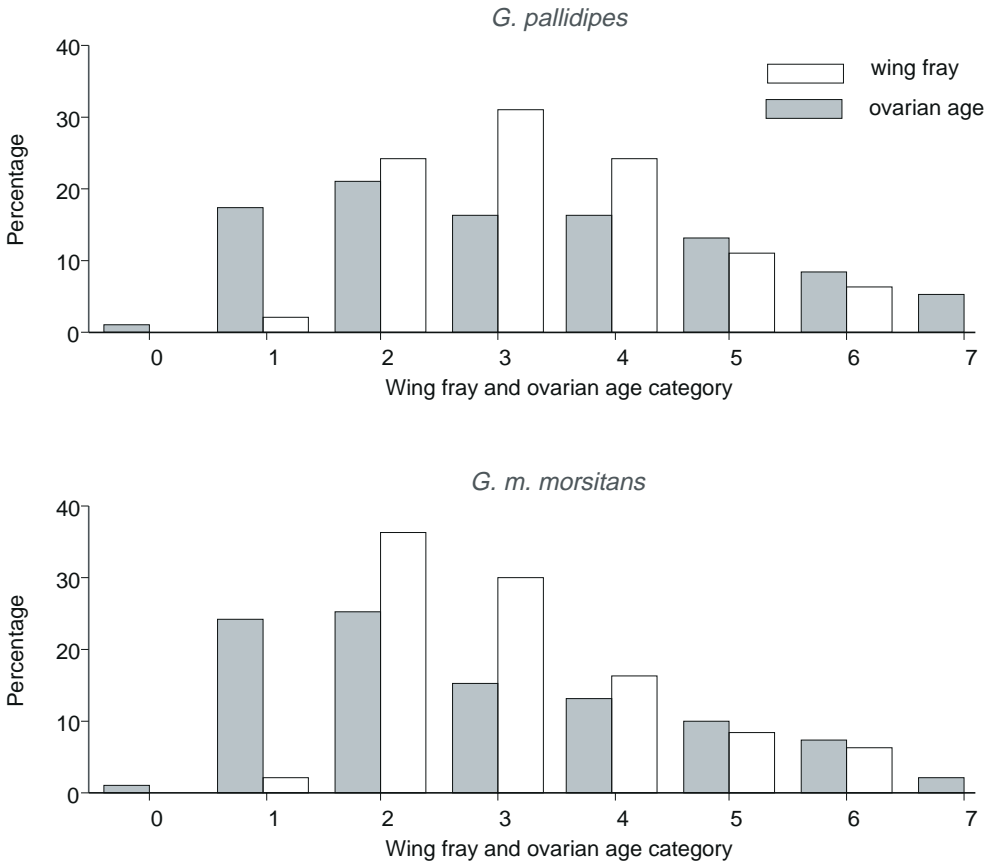 G. pallidipes
40
wing fray
ovarian age
30
20
10
0
Percentage
0 1 2 3 4 5 6 7
Wing fray and ovarian age category
G. m. morsitans
40
30
20
10
0
Percentage
0 1 2 3 4 5 6 7
Wing fray and ovarian age category